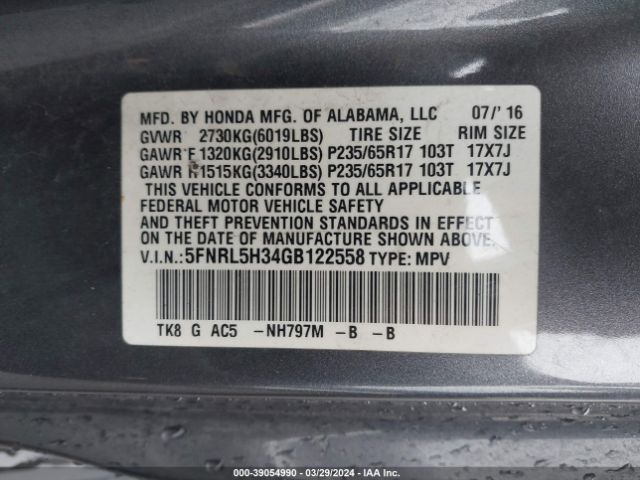 MFD. BY HONDA MFG. OF ALABAMA, LLC 07/'16
GVWR 2730KG(6019LBS) TIRE SIZE RIM SIZE
GAWR F 1320KG(2910LBS) P235/65R17 103T 17X7J
GAWR R 1515KG(3340LBS) P235/65R17 103T 17X7J
THIS VEHICLE CONFORMS TO ALL APPLICABLE
FEDERAL MOTOR VEHICLE SAFETY
AND THEFT PREVENTION STANDARDS IN EFFECT
ON THE DATE OF MANUFACTURE SHOWN ABOVE.
V.I.N.:5FNRL5H34GB122558 TYPE: MPV
TK8 G AC5 -NH797M -B -B
000-39054990 - 03/29/2024 - IAA Corp.